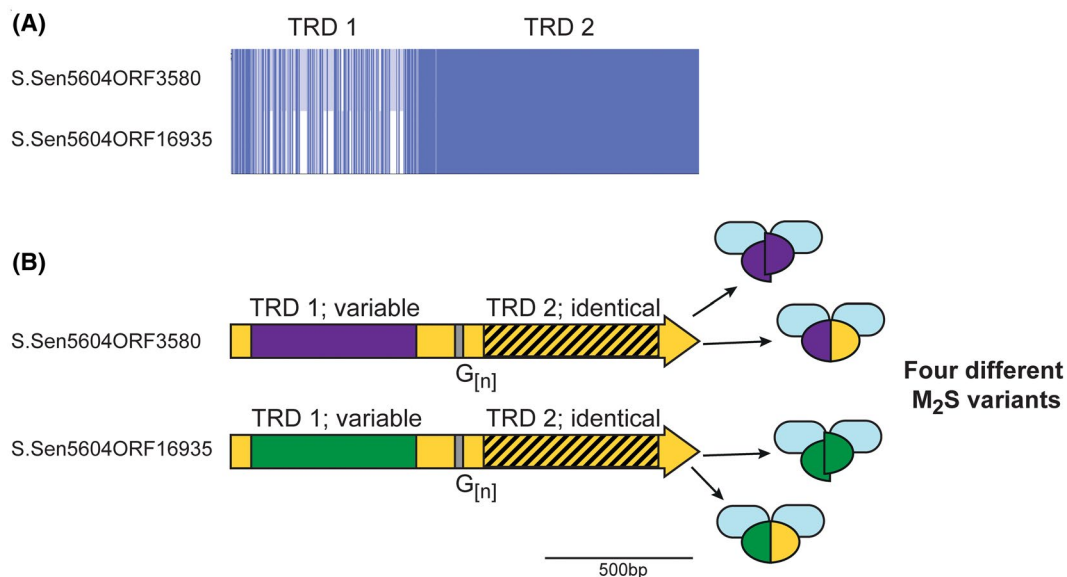 (A)
TRD 1 TRD 2
S.Sen5604ORF3580
S.Sen5604ORF16935
(B)
TRD 1; variable TRD 2; identical
S.Sen5604ORF3580
G[n]
TRD 1; variable TRD 2; identical
S.Sen5604ORF16935
G[n]
Four different
M2S variants
500bp